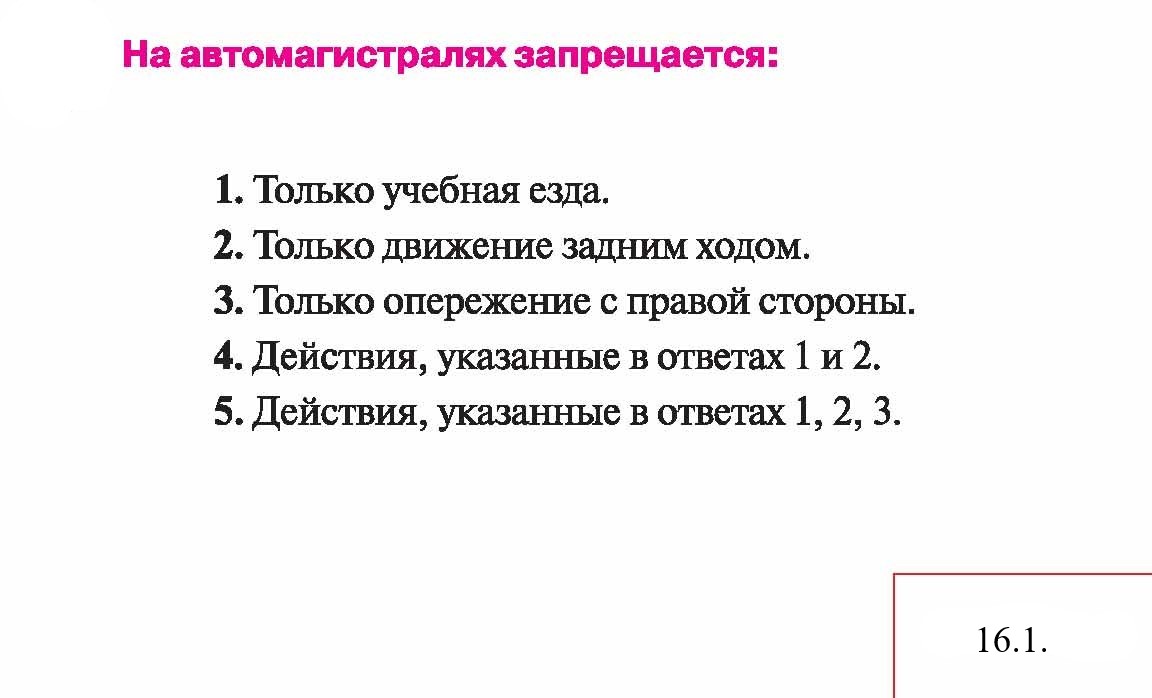 На автомагистралях запрещается:
1. Только учебная езда.
2. Только движение задним ходом.
3. Только опережение с правой стороны.
4. Действия, указанные в ответах 1 и 2.
5. Действия, указанные в ответах 1, 2, 3.
16.1.